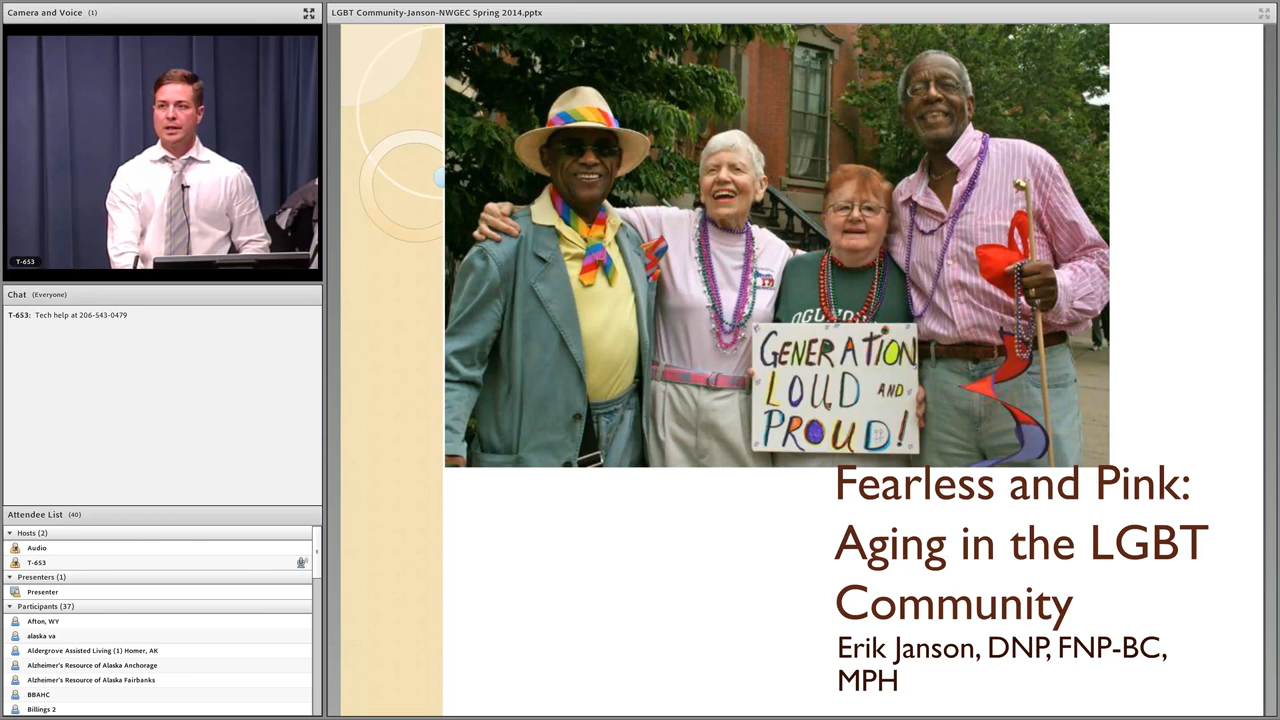 Camera and Voice (1)
T-653
Chat (Everyone)
T-653: Tech help at 206-543-0479
Attendee List (40)
Hosts (2)
Audio
T-653
Presenters (1)
Presenter
Participants (37)
Afton, WY
alaska va
Aldergrove Assisted Living (1) Homer, AK
Alzheimer's Resource of Alaska Anchorage
Alzheimer's Resource of Alaska Fairbanks
BBAHC
Billings 2
LGBT Community-Janson-NWGEC Spring 2014.pptx
GENERATION
LOUD AND
PROUD!
Fearless and Pink:
Aging in the LGBT
Community
Erik Janson, DNP, FNP-BC,
MPH